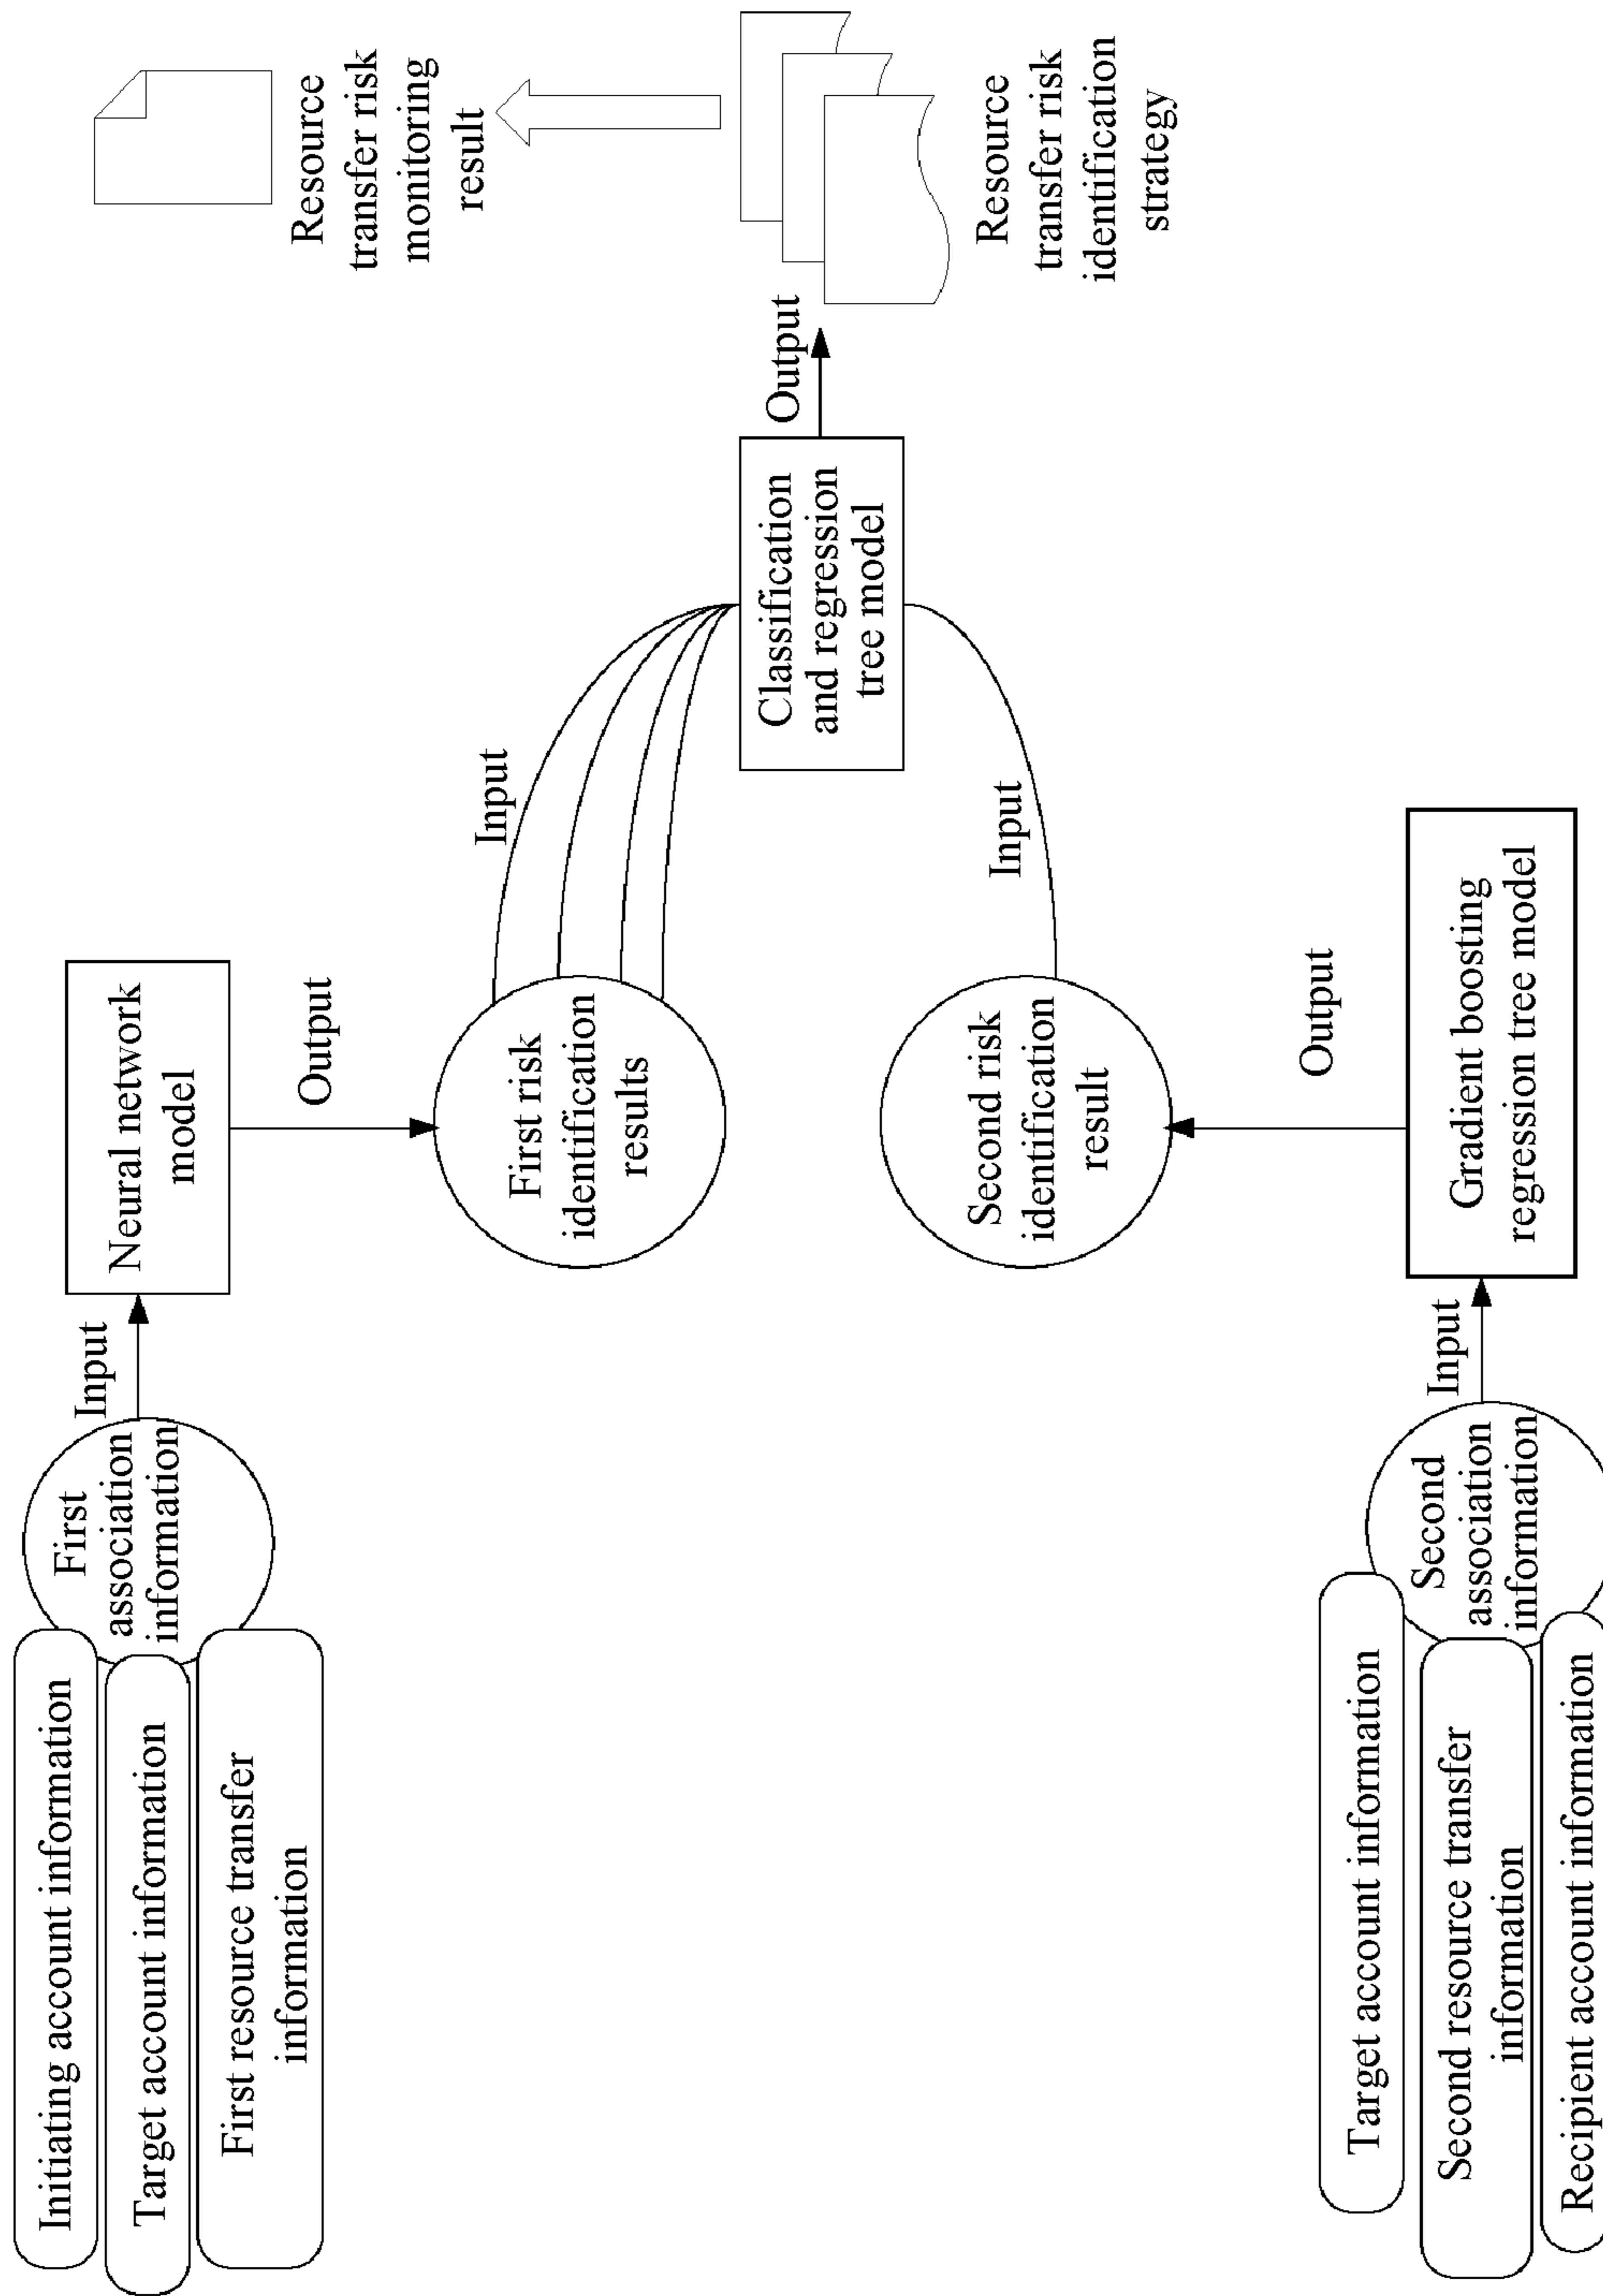 Initiating account information
Target account information
First resource transfer
information
First
association
information
Input
Neural network
model
Output
First risk
identification
results
Input
Target account information
Second resource transfer
information
Recipient account information
Second
association
information
Input
Gradient boosting
regression tree model
Output
Second risk
identification
result
Input
Classification
and regression
tree model
Output
Resource
transfer risk
identification
strategy
Resource
transfer risk
monitoring
result